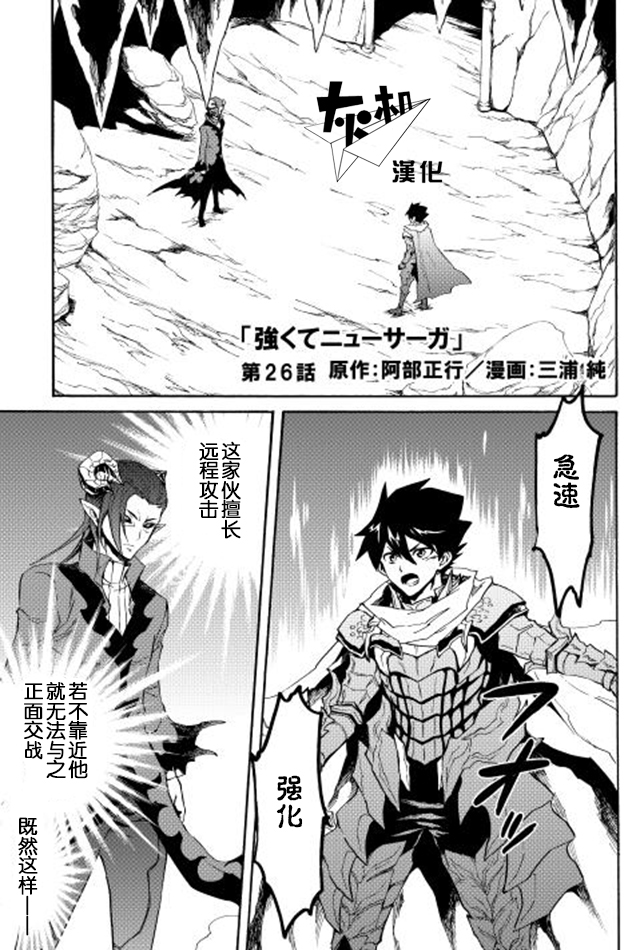 灰机
漢化
「強くてニューサーガ」
第26話 原作:阿部正行／漫画:三浦 純
急速
强化
这家伙擅长
远程攻击
若不靠近他
就无法与之
正面交战
既然这样——